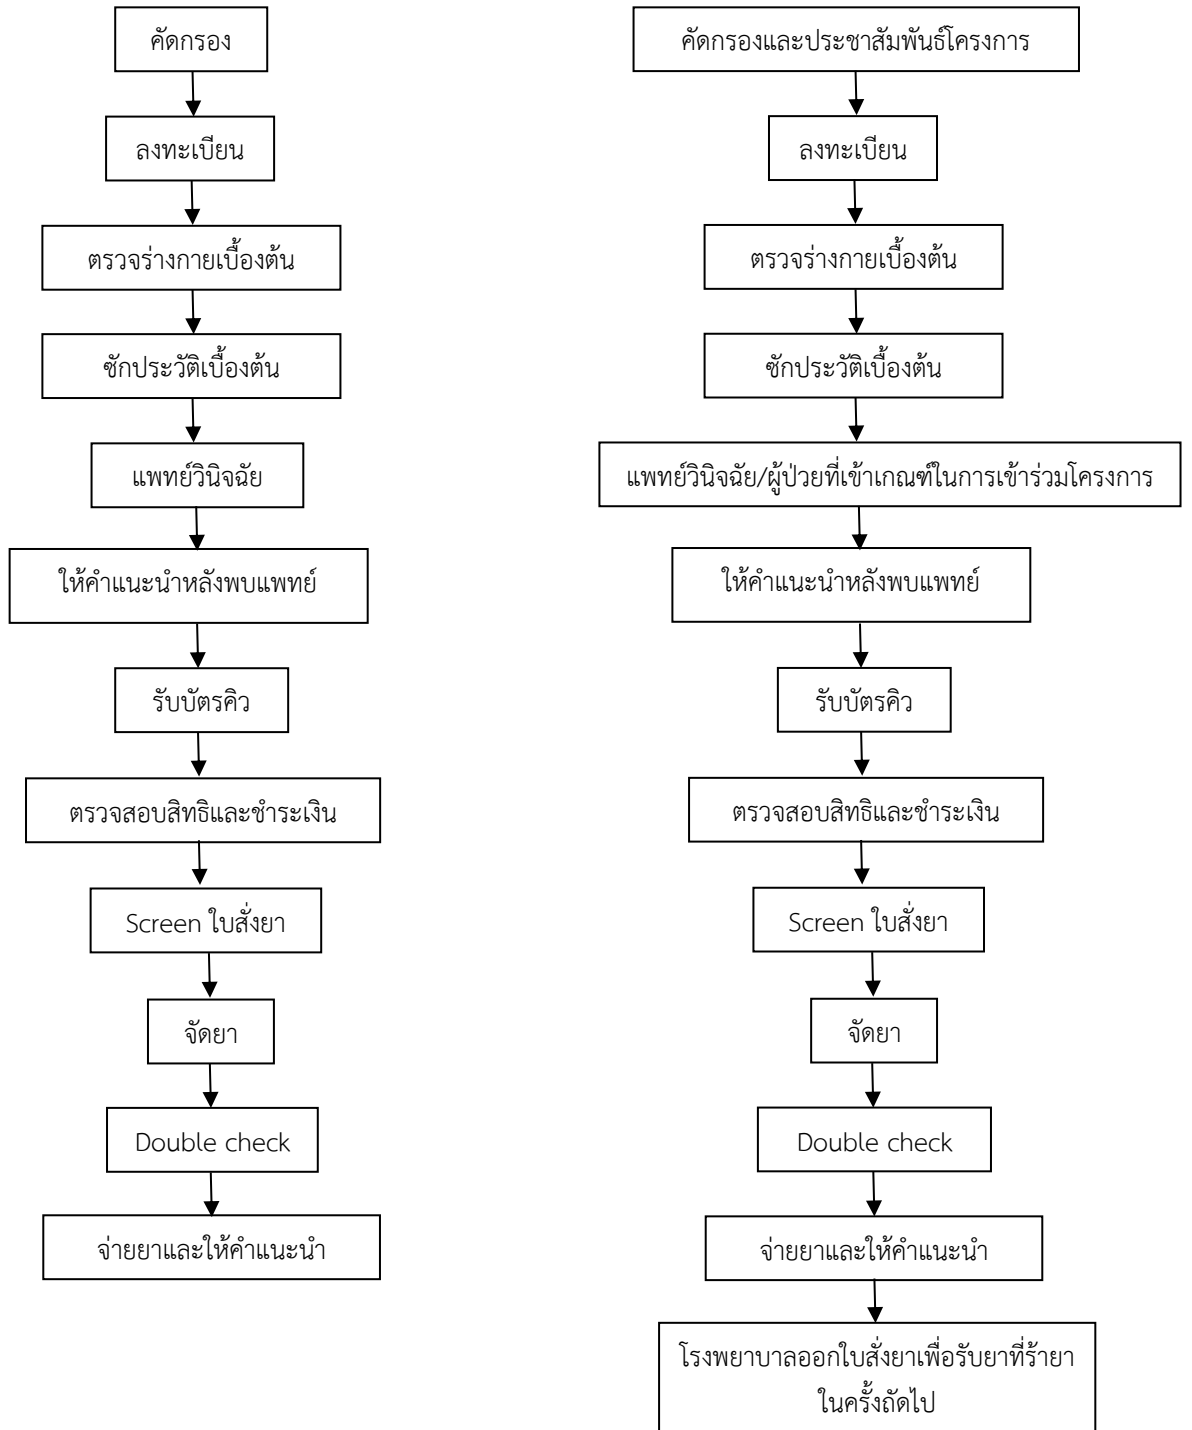 คัดกรอง
ลงทะเบียน
ตรวจร่างกายเบื้องต้น
ซักประวัติเบื้องต้น
แพทย์วินิจฉัย
ให้คำแนะนำหลังพบแพทย์
รับบัตรคิว
ตรวจสอบสิทธิและชำระเงิน
Screen ใบสั่งยา
จัดยา
Double check
จ่ายยาและให้คำแนะนำ
คัดกรองและประชาสัมพันธ์โครงการ
ลงทะเบียน
ตรวจร่างกายเบื้องต้น
ซักประวัติเบื้องต้น
แพทย์วินิจฉัย/ผู้ป่วยที่เข้าเกณฑ์ในการเข้าร่วมโครงการ
ให้คำแนะนำหลังพบแพทย์
รับบัตรคิว
ตรวจสอบสิทธิและชำระเงิน
Screen ใบสั่งยา
จัดยา
Double check
จ่ายยาและให้คำแนะนำ
โรงพยาบาลออกใบสั่งยาเพื่อรับยาที่ร้ายา
ในครั้งถัดไป